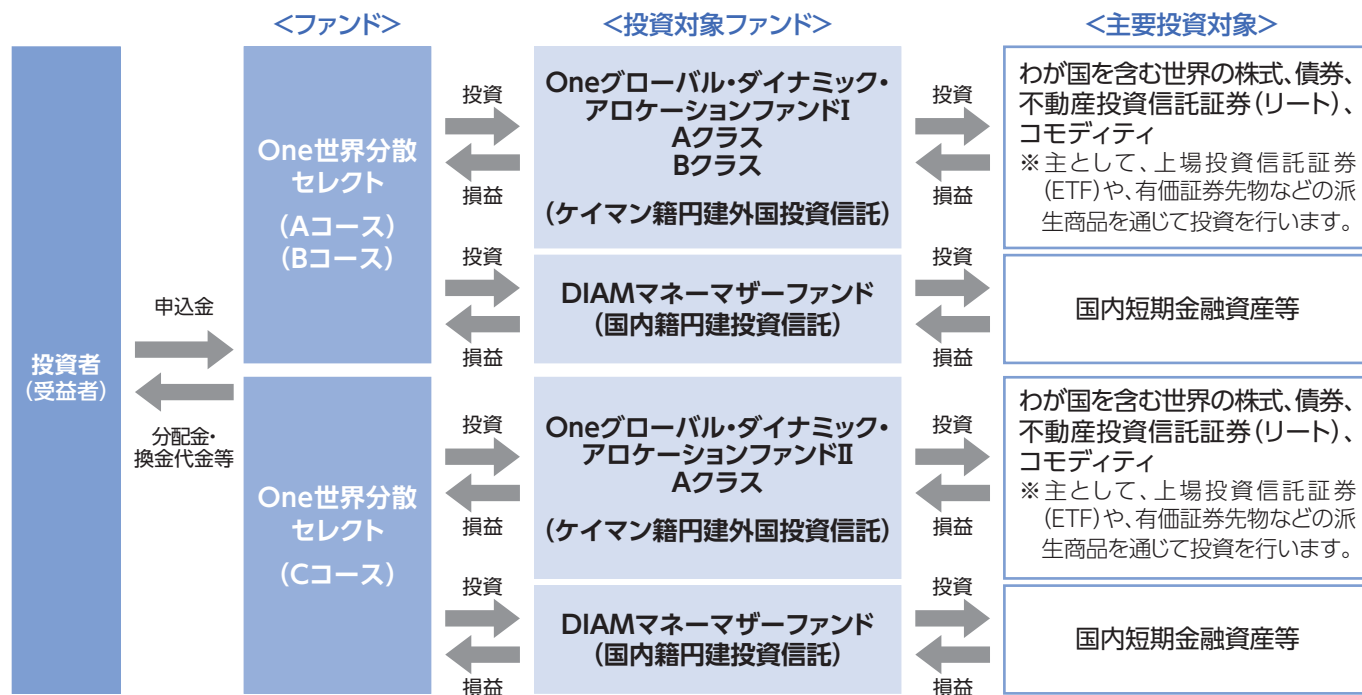 <ファンド>
<投資対象ファンド>
<主要投資対象>
投資者
(受益者)
申込金
分配金・
換金代金等
One世界分散
セレクト
(Aコース)
(Bコース)
投資
損益
投資
損益
Oneグローバル・ダイナミック・
アロケーションファンドI
Aクラス
Bクラス
(ケイマン籍円建外国投資信託)
投資
損益
わが国を含む世界の株式、債券、
不動産投資信託証券(リート)、
コモディティ
※主として、上場投資信託証券
(ETF)や、有価証券先物などの派
生商品を通じて投資を行います。
DIAMマネーマザーファンド
(国内籍円建投資信託)
投資
損益
国内短期金融資産等
One世界分散
セレクト
(Cコース)
投資
損益
投資
損益
Oneグローバル・ダイナミック・
アロケーションファンドII
Aクラス
(ケイマン籍円建外国投資信託)
投資
損益
わが国を含む世界の株式、債券、
不動産投資信託証券(リート)、
コモディティ
※主として、上場投資信託証券
(ETF)や、有価証券先物などの派
生商品を通じて投資を行います。
DIAMマネーマザーファンド
(国内籍円建投資信託)
投資
損益
国内短期金融資産等